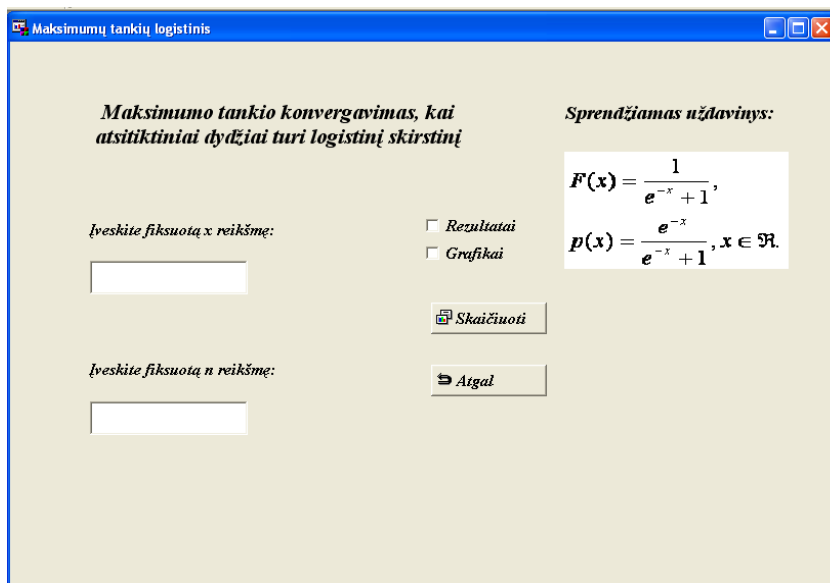 Maksimumų tankių logistinis
Maksimumo tankio konvergavimas, kai
atsitiktiniai dydžiai turi logistinį skirstinį
Sprendžiamas uždavinys:
F(x) = 1 / (e^{-x} + 1),
p(x) = e^{-x} / (e^{-x} + 1), x ∈ ℜ.
Įveskite fiksuotą x reikšmę:
Rezultatai
Grafikai
Skaičiuoti
Įveskite fiksuotą n reikšmę:
Atgal